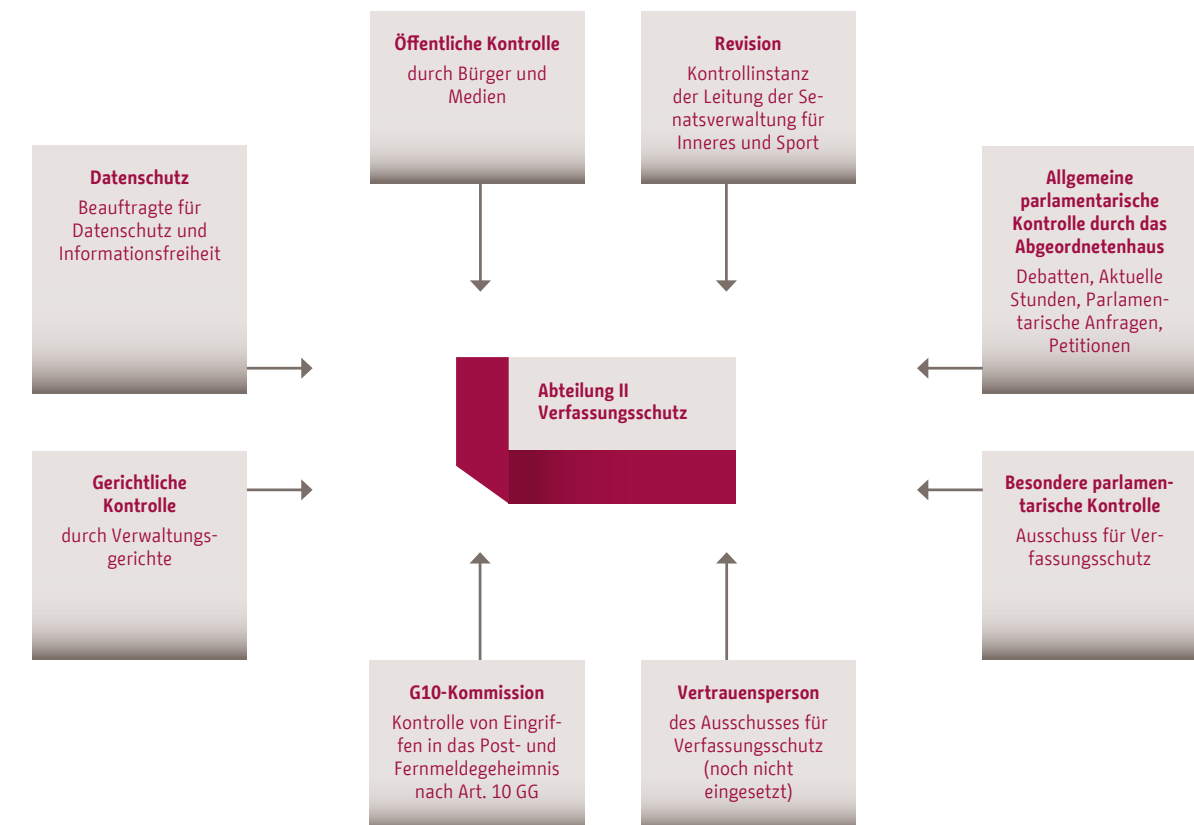 Öffentliche Kontrolle
durch Bürger und
Medien
Revision
Kontrollinstanz
der Leitung der Se-
natsverwaltung für
Inneres und Sport
Datenschutz
Beauftragte für
Datenschutz und
Informationsfreiheit
Allgemeine
parlamentarische
Kontrolle durch das
Abgeordnetenhaus
Debatten, Aktuelle
Stunden, Parlamen-
tarische Anfragen,
Petitionen
Abteilung II
Verfassungsschutz
Gerichtliche
Kontrolle
durch Verwaltungs-
gerichte
Besondere parlamen-
tarische Kontrolle
Ausschuss für Ver-
fassungsschutz
G10-Kommission
Kontrolle von Eingrif-
fen in das Post- und
Fernmeldegeheimnis
nach Art. 10 GG
Vertrauensperson
des Ausschusses für
Verfassungsschutz
(noch nicht
eingesetzt)